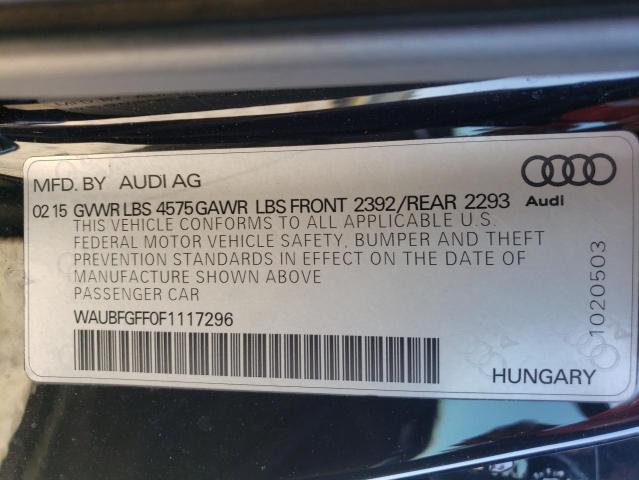 MFD. BY AUDI AG
02 15 GVWR LBS 4575 GAWR LBS FRONT 2392/REAR 2293 Audi
THIS VEHICLE CONFORMS TO ALL APPLICABLE U.S.
FEDERAL MOTOR VEHICLE SAFETY, BUMPER AND THEFT
PREVENTION STANDARDS IN EFFECT ON THE DATE OF
MANUFACTURE SHOWN ABOVE
PASSENGER CAR
WAUBFGFF0F1117296
HUNGARY
1020503